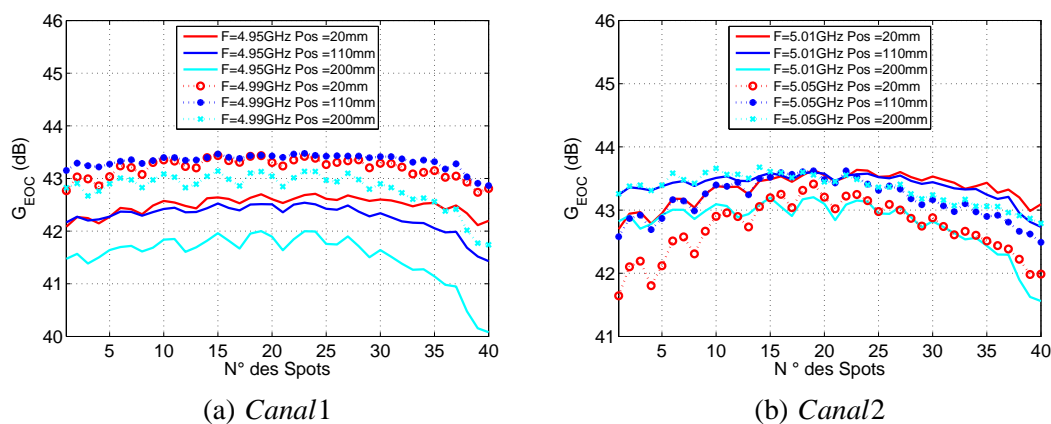 46
45
44
43
42
41
40
G_EOC (dB)
F=4.95GHz Pos =20mm
F=4.95GHz Pos =110mm
F=4.95GHz Pos =200mm
F=4.99GHz Pos =20mm
F=4.99GHz Pos =110mm
F=4.99GHz Pos =200mm
5 10 15 20 25 30 35 40
N° des Spots
(a) Canal1
46
45
44
43
42
41
G_EOC (dB)
F=5.01GHz Pos =20mm
F=5.01GHz Pos =110mm
F=5.01GHz Pos =200mm
F=5.05GHz Pos =20mm
F=5.05GHz Pos =110mm
F=5.05GHz Pos =200mm
5 10 15 20 25 30 35 40
N° des Spots
(b) Canal2